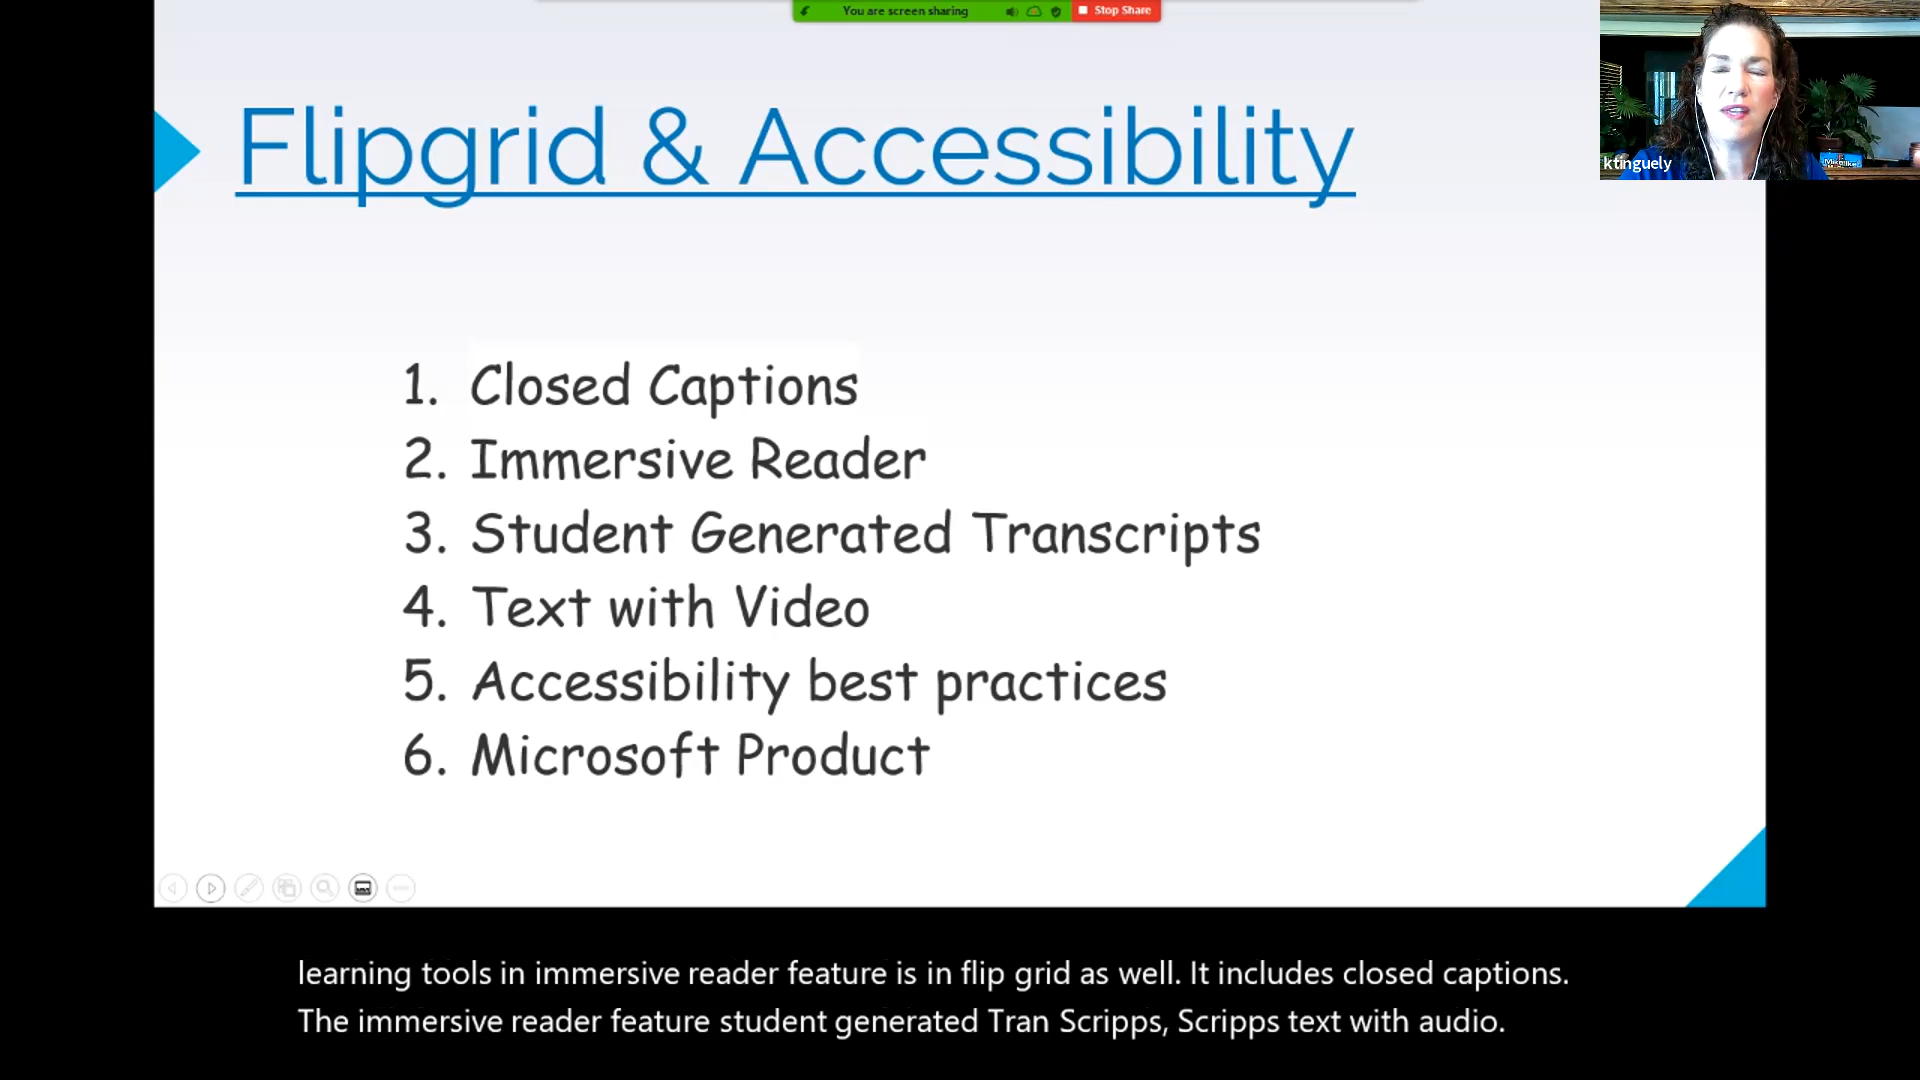 You are screen sharing
Stop Share
ktinguely
Flipgrid & Accessibility
1. Closed Captions
2. Immersive Reader
3. Student Generated Transcripts
4. Text with Video
5. Accessibility best practices
6. Microsoft Product
learning tools in immersive reader feature is in flip grid as well. It includes closed captions.
The immersive reader feature student generated Tran Scripps, Scripps text with audio.